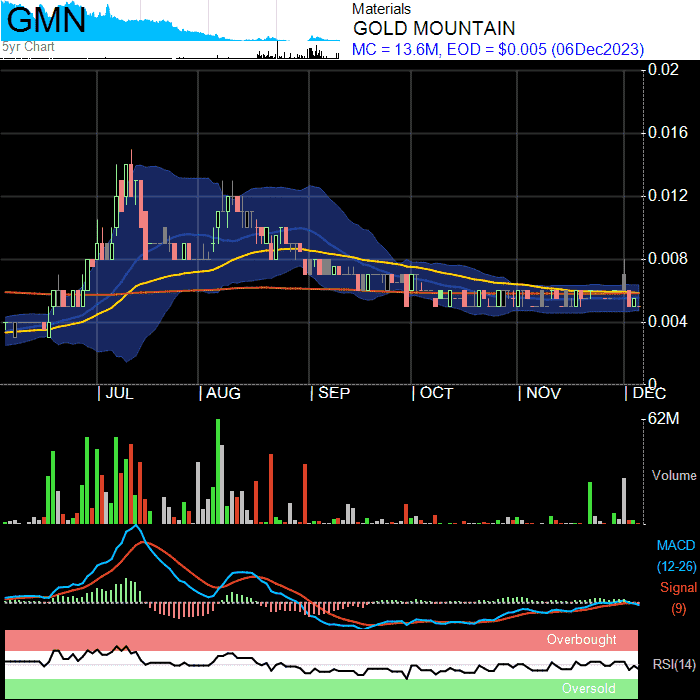 GMN
5yr Chart
Materials
GOLD MOUNTAIN
MC = 13.6M, EOD = $0.005 (06Dec2023)
0.02
0.016
0.012
0.008
0.004
0
JUL
AUG
SEP
OCT
NOV
DEC
62M
Volume
MACD
(12-26)
Signal
(9)
Overbought
RSI(14)
Oversold